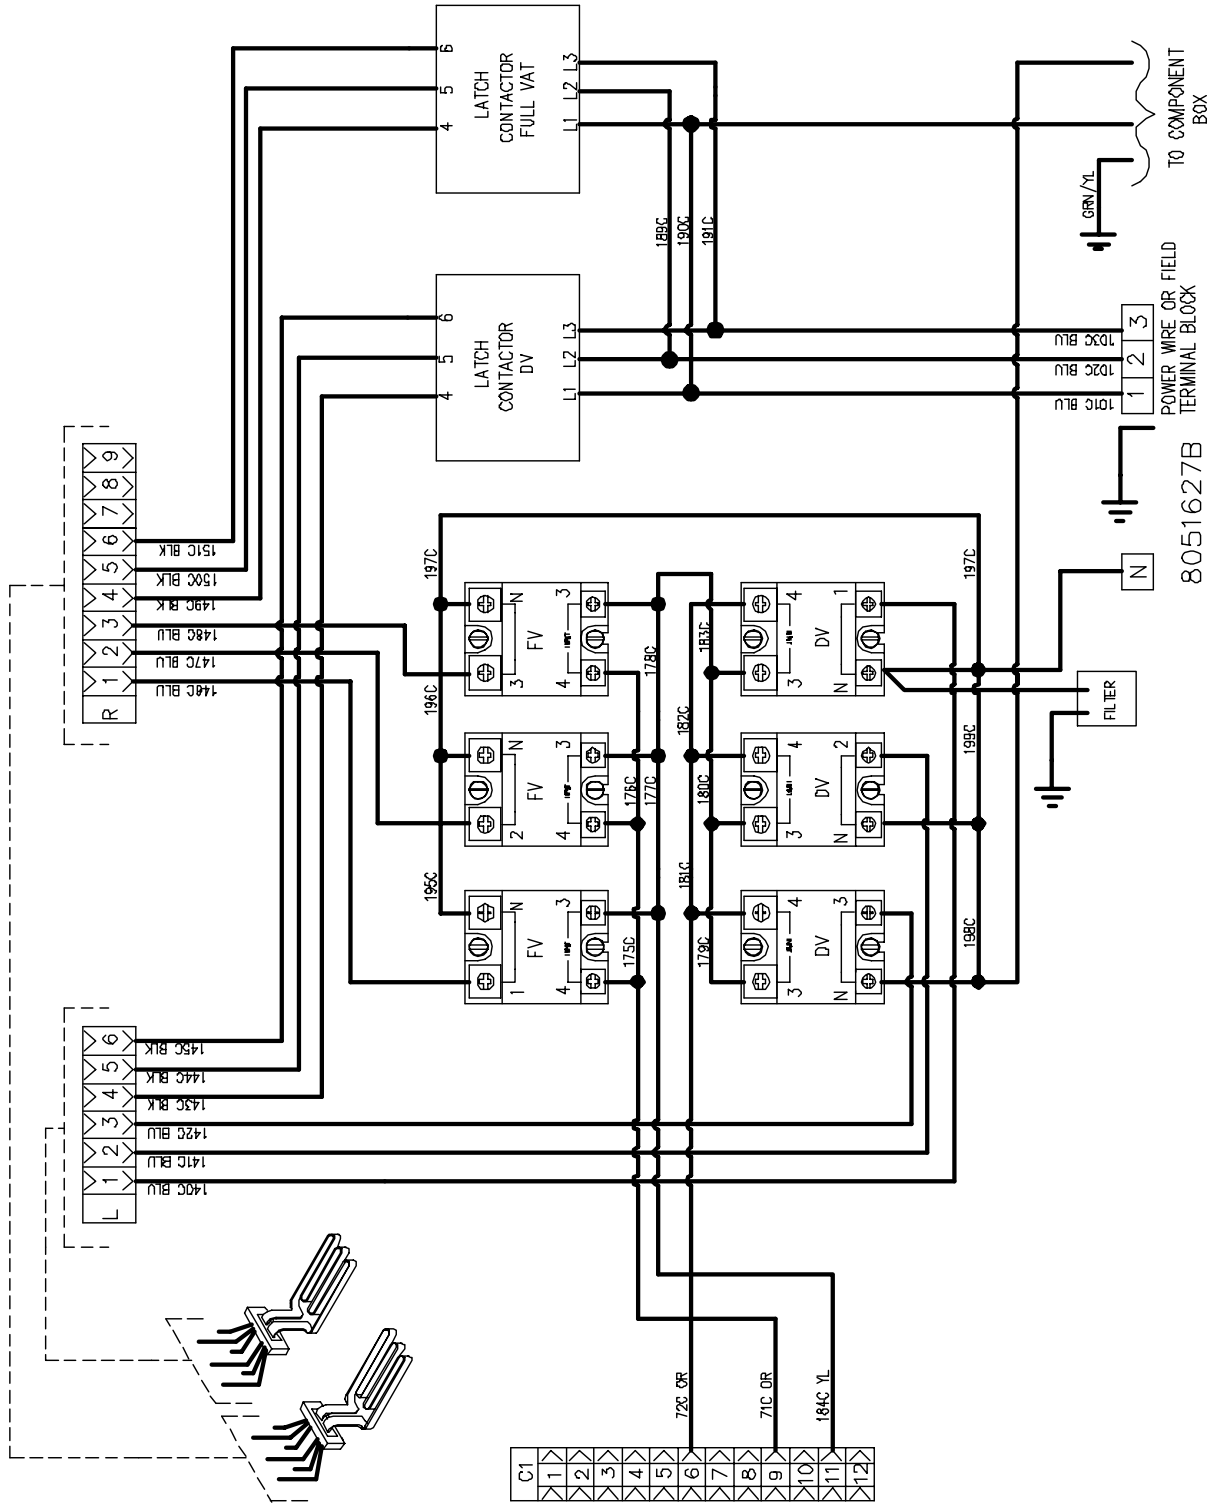 6
5
4
LATCH
CONTACTOR
FULL VAT
L3
L2
L1
TO COMPONENT
BOX
GRN/YL
189C
190C
191C
6
5
4
LATCH
CONTACTOR
DV
L3
L2
L1
103C BLU
102C BLU
101C BLU
3
2
1
POWER WIRE OR FIELD
TERMINAL BLOCK
8051627B
9
8
7
6
5
4
3
2
1
R
151C BLK
150C BLK
149C BLK
148C BLU
147C BLU
146C BLU
197C
197C
N
N
3
FV
3
4
178C
183C
4
3
DV
1
N
196C
FILTER
N
2
FV
3
4
176C
177C
182C
180C
4
3
DV
2
N
199C
195C
N
1
FV
3
4
175C
181C
179C
4
3
DV
3
N
198C
6
5
4
3
2
1
L
145C BLK
144C BLK
143C BLK
142C BLU
141C BLU
140C BLU
72C OR
71C OR
184C YL
C1
1
2
3
4
5
6
7
8
9
10
11
12